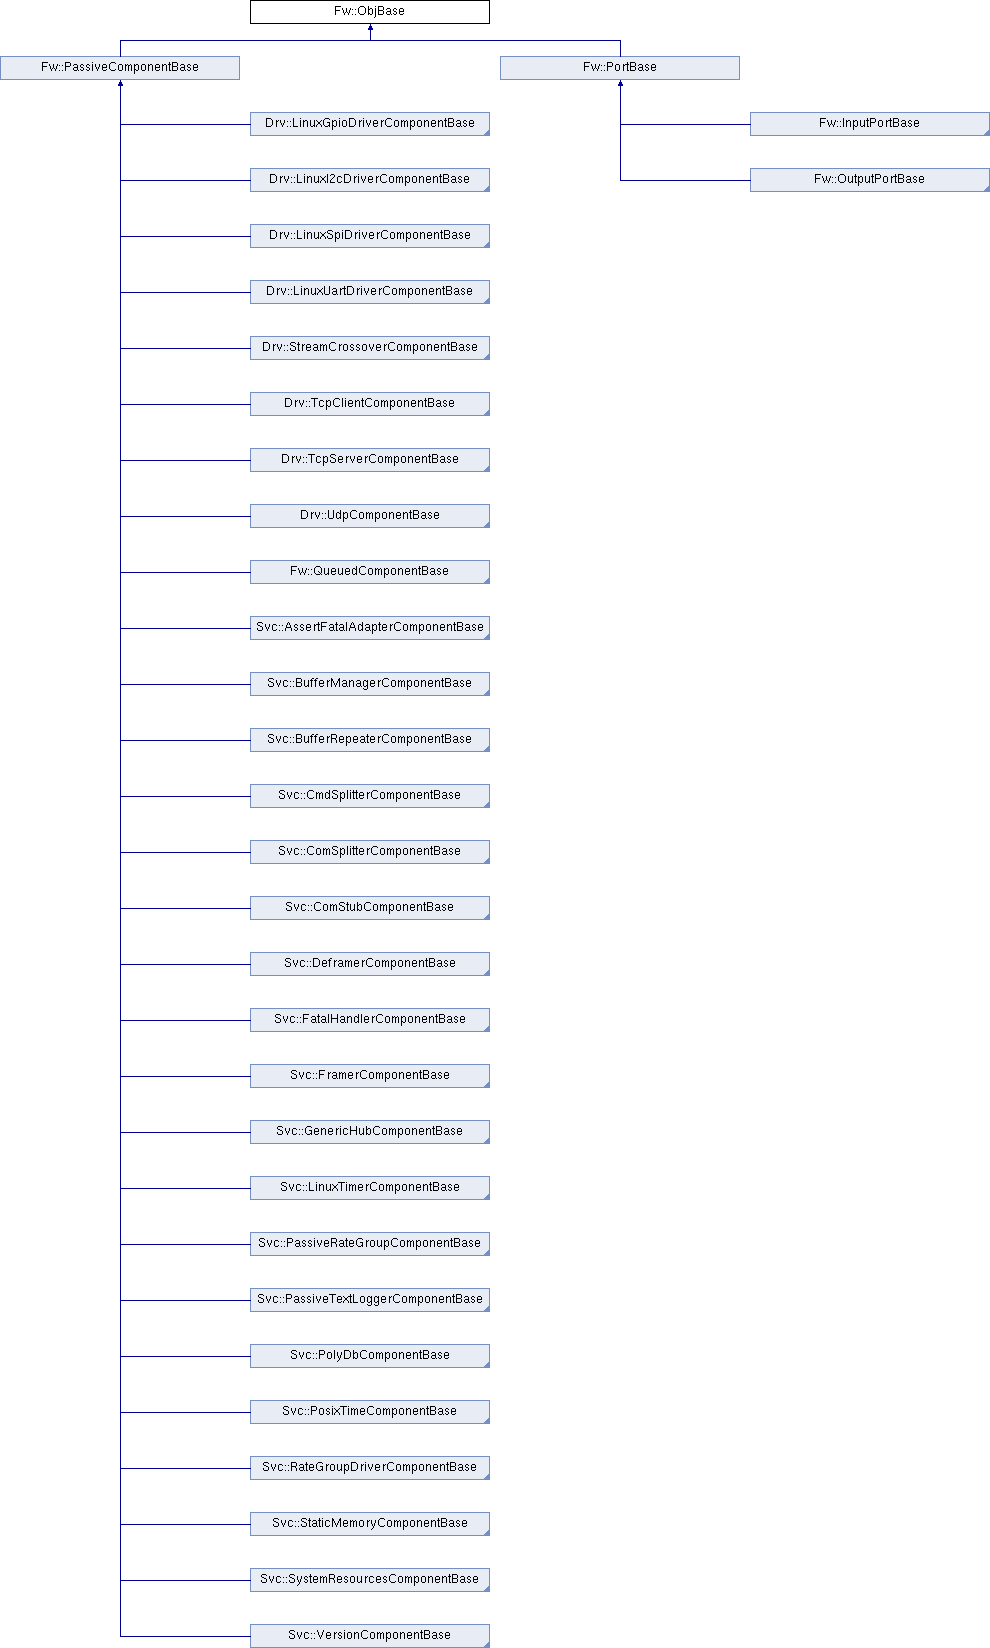 Fw::ObjBase
Fw::PassiveComponentBase
Fw::PortBase
Drv::LinuxGpioDriverComponentBase
Fw::InputPortBase
Drv::LinuxI2cDriverComponentBase
Fw::OutputPortBase
Drv::LinuxSpiDriverComponentBase
Drv::LinuxUartDriverComponentBase
Drv::StreamCrossoverComponentBase
Drv::TcpClientComponentBase
Drv::TcpServerComponentBase
Drv::UdpComponentBase
Fw::QueuedComponentBase
Svc::AssertFatalAdapterComponentBase
Svc::BufferManagerComponentBase
Svc::BufferRepeaterComponentBase
Svc::CmdSplitterComponentBase
Svc::ComSplitterComponentBase
Svc::ComStubComponentBase
Svc::DeframerComponentBase
Svc::FatalHandlerComponentBase
Svc::FramerComponentBase
Svc::GenericHubComponentBase
Svc::LinuxTimerComponentBase
Svc::PassiveRateGroupComponentBase
Svc::PassiveTextLoggerComponentBase
Svc::PolyDbComponentBase
Svc::PosixTimeComponentBase
Svc::RateGroupDriverComponentBase
Svc::StaticMemoryComponentBase
Svc::SystemResourcesComponentBase
Svc::VersionComponentBase